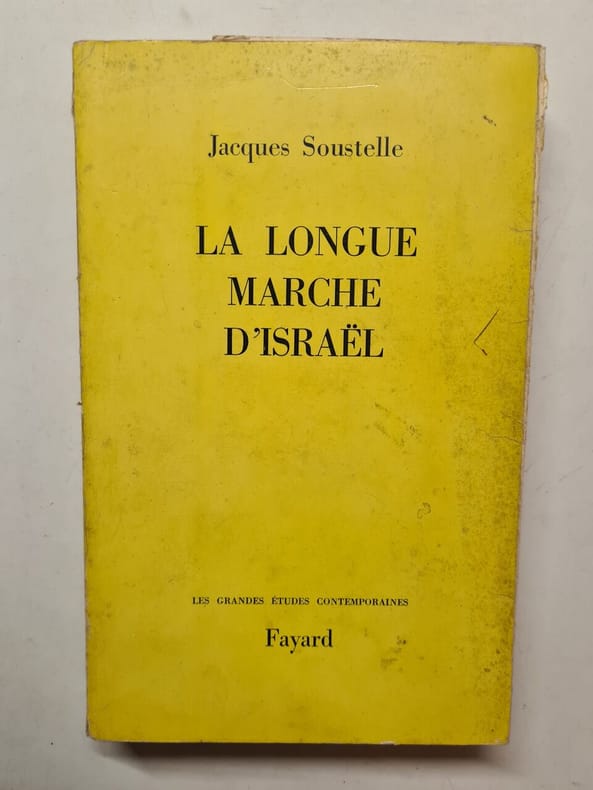 Jacques Soustelle
LA LONGUE
MARCHE
D'ISRAËL
LES GRANDES ÉTUDES CONTEMPORAINES
Fayard